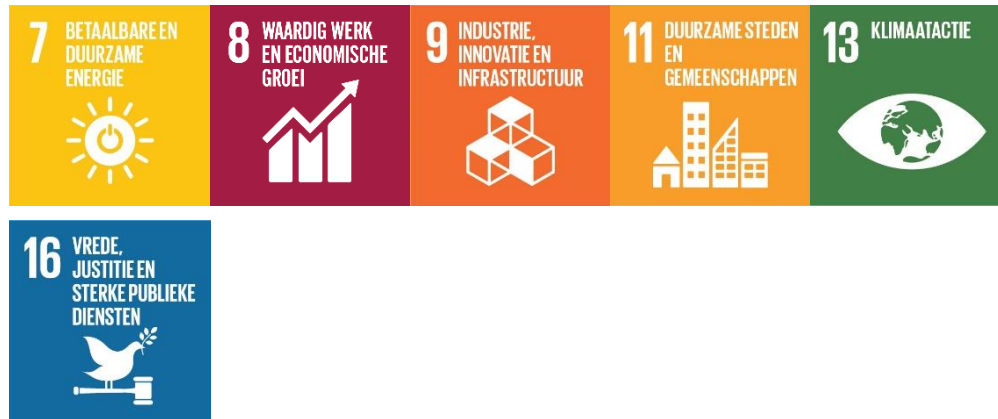 7 BETAALBARE EN
DUURZAME
ENERGIE
8 WAARDIG WERK
EN ECONOMISCHE
GROEI
9 INDUSTRIE,
INNOVATIE EN
INFRASTRUCTUUR
11 DUURZAME STEDEN
EN
GEMEENSCHAPPEN
13 KLIMAATACTIE
16 VREDE,
JUSTITIE EN
STERKE PUBLIEKE
DIENSTEN